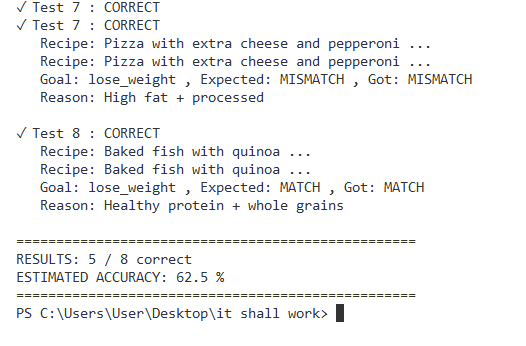 ✓ Test 7 : CORRECT
✓ Test 7 : CORRECT
Recipe: Pizza with extra cheese and pepperoni ...
Recipe: Pizza with extra cheese and pepperoni ...
Goal: lose_weight , Expected: MISMATCH , Got: MISMATCH
Reason: High fat + processed
✓ Test 8 : CORRECT
Recipe: Baked fish with quinoa ...
Recipe: Baked fish with quinoa ...
Goal: lose_weight , Expected: MATCH , Got: MATCH
Reason: Healthy protein + whole grains
==================================================
RESULTS: 5 / 8 correct
ESTIMATED ACCURACY: 62.5 %
==================================================
PS C:\Users\User\Desktop\it shall work>